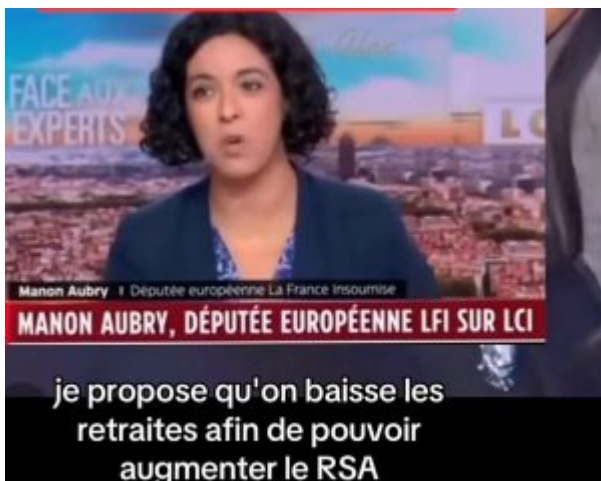 FACE AUX
EXPERTS
LC
Manon Aubry Députée européenne La France Insoumise
MANON AUBRY, DÉPUTÉE EUROPÉENNE LFI SUR LCI
je propose qu'on baisse les
retraites afin de pouvoir
augmenter le RSA